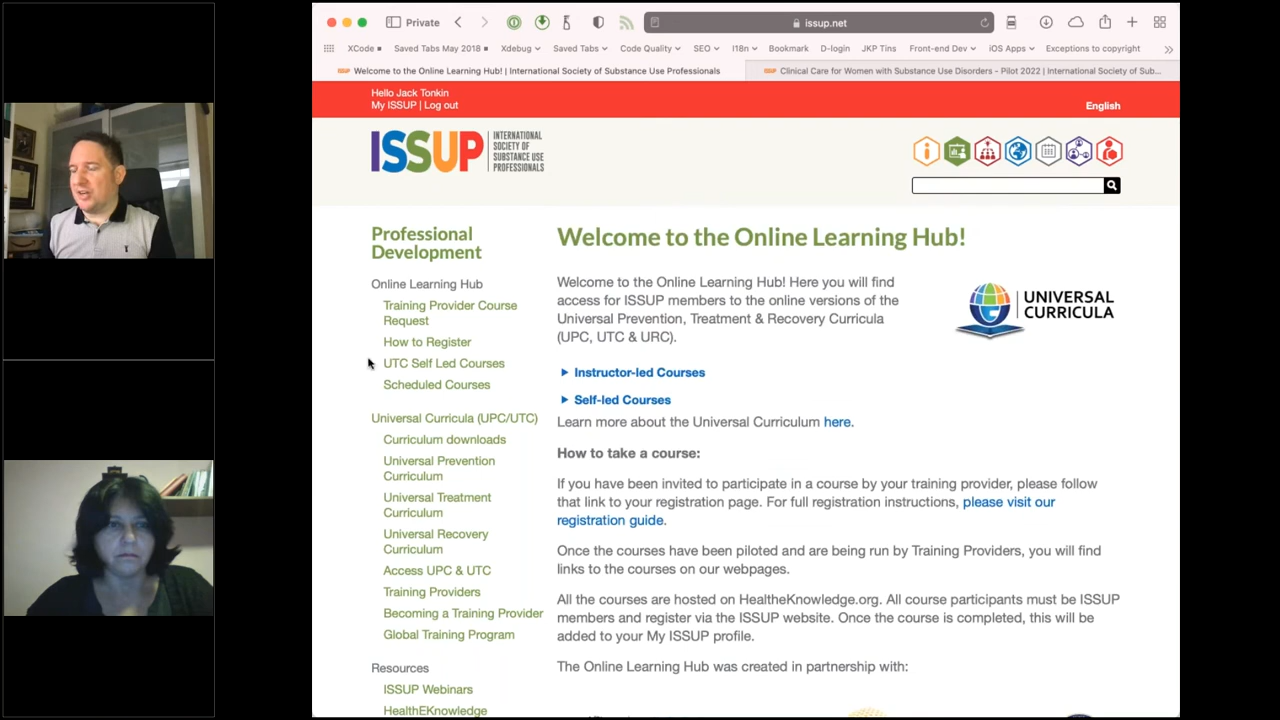 Private
issup.net
XCode
Saved Tabs May 2018
Xdebug
Saved Tabs
Code Quality
SEO
I18n
Bookmark
D-login
JKP Tins
Front-end Dev
iOS Apps
Exceptions to copyright
Welcome to the Online Learning Hub! | International Society of Substance Use Professionals
Clinical Care for Women with Substance Use Disorders - Pilot 2022 | International Society of Sub...
Hello Jack Tonkin
My ISSUP | Log out
English
ISSUP
INTERNATIONAL
SOCIETY OF
SUBSTANCE USE
PROFESSIONALS
Professional
Development
Online Learning Hub
Training Provider Course
Request
How to Register
UTC Self Led Courses
Scheduled Courses
Universal Curricula (UPC/UTC)
Curriculum downloads
Universal Prevention
Curriculum
Universal Treatment
Curriculum
Universal Recovery
Curriculum
Access UPC & UTC
Training Providers
Becoming a Training Provider
Global Training Program
Resources
ISSUP Webinars
HealthEKnowledge
Welcome to the Online Learning Hub!
Welcome to the Online Learning Hub! Here you will find
access for ISSUP members to the online versions of the
Universal Prevention, Treatment & Recovery Curricula
(UPC, UTC & URC).
UNIVERSAL
CURRICULA
Instructor-led Courses
Self-led Courses
Learn more about the Universal Curriculum here.
How to take a course:
If you have been invited to participate in a course by your training provider, please follow
that link to your registration page. For full registration instructions, please visit our
registration guide.
Once the courses have been piloted and are being run by Training Providers, you will find
links to the courses on our webpages.
All the courses are hosted on HealtheKnowledge.org. All course participants must be ISSUP
members and register via the ISSUP website. Once the course is completed, this will be
added to your My ISSUP profile.
The Online Learning Hub was created in partnership with: